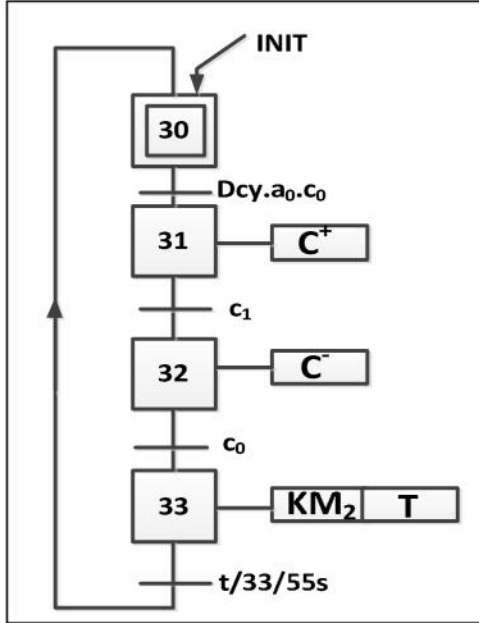 INIT
30
Dcy.a₀.c₀
31 C⁺
c₁
32 C⁻
c₀
33 KM₂ T
t/33/55s